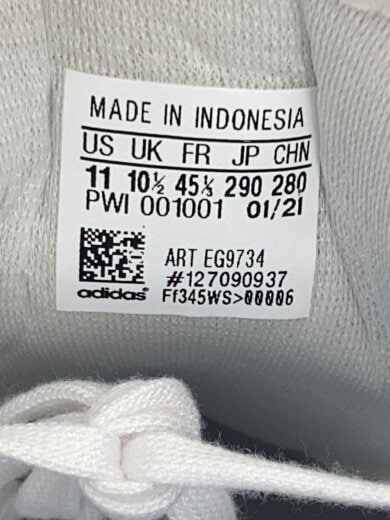 MADE IN INDONESIA
US UK FR JP CHN
11 10½ 45⅓ 290 280
PWI 001001 01/21
ART EG9734
#127090937
adidas Ff345WS>00006